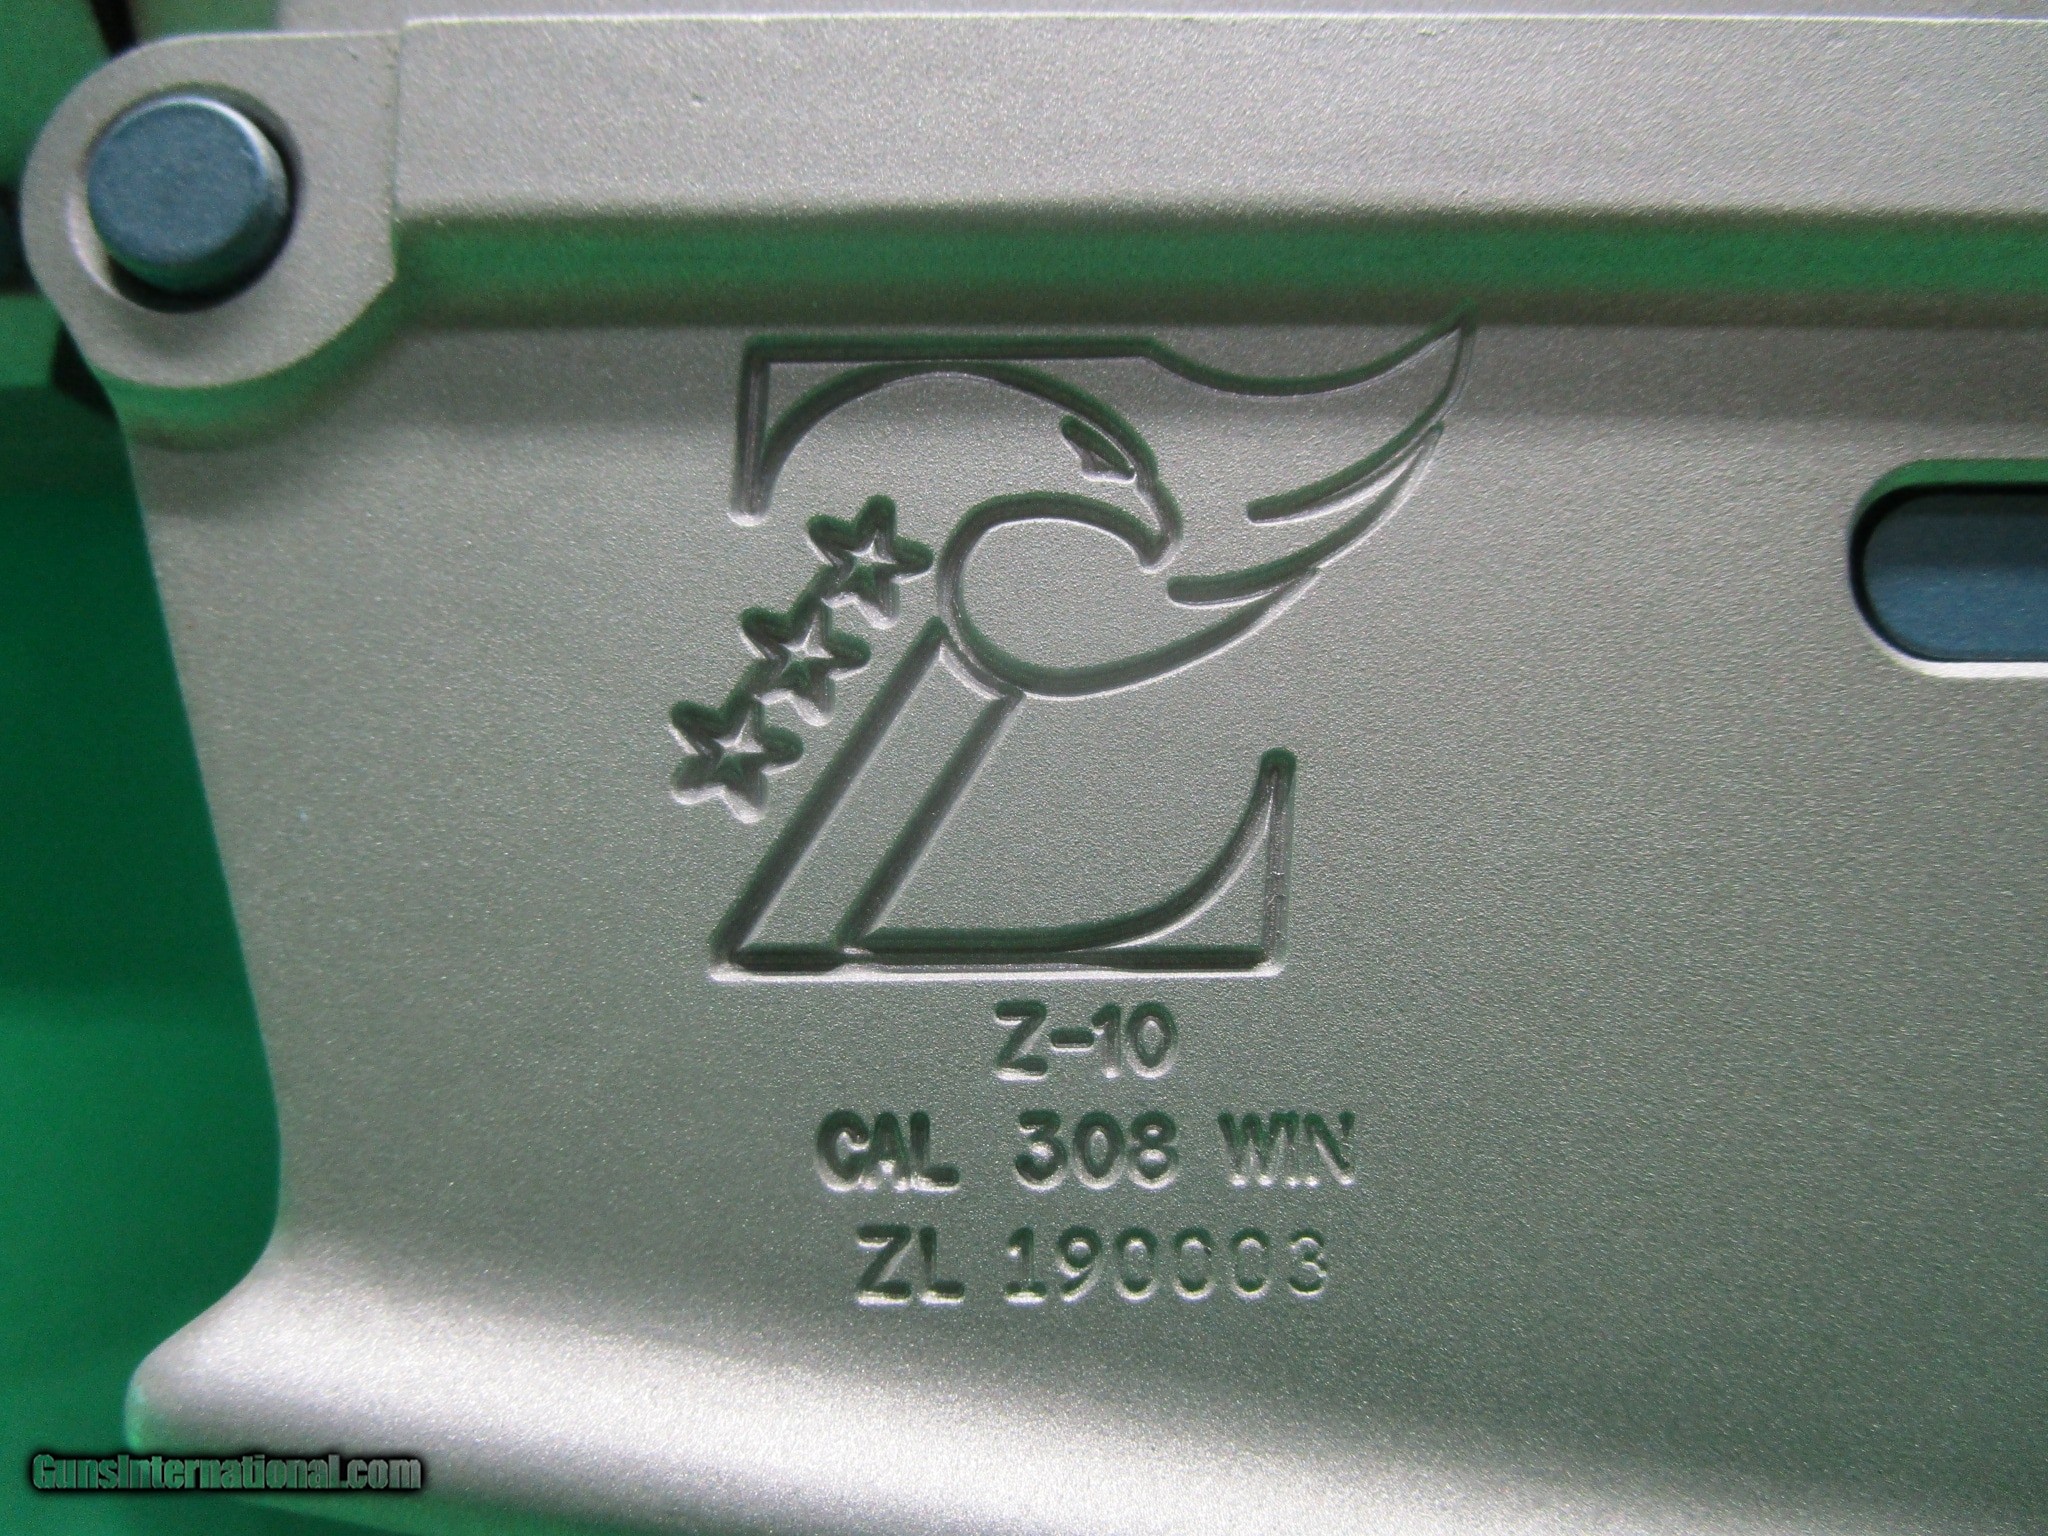 Z-10
CAL 308 WIN
ZL 190003
GunsInternational.com